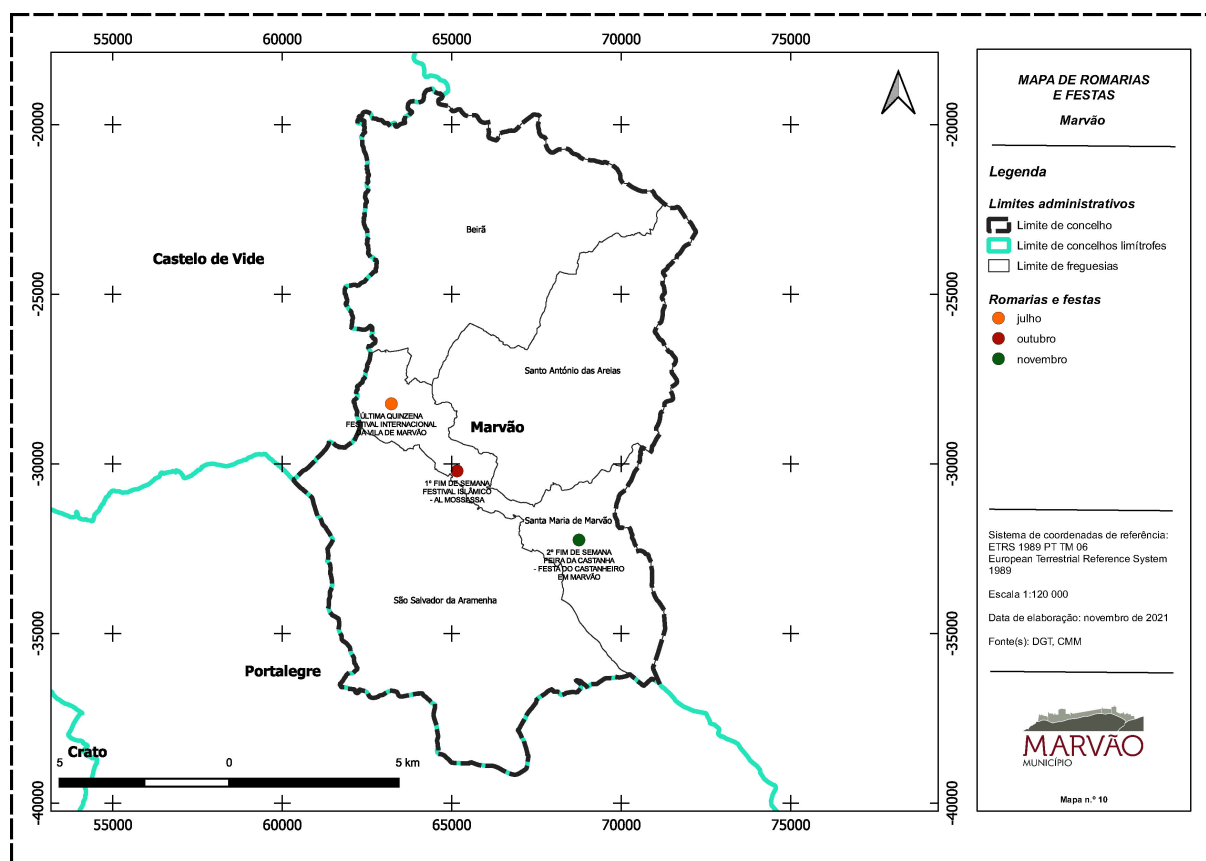 55000
60000
65000
70000
75000
-20000
-20000
Beirã
Castelo de Vide
-25000
-25000
Santo António das Areias
ÚLTIMA QUINZENA
FESTIVAL INTERNACIONAL
DA VILA DE MARVÃO
Marvão
-30000
-30000
1º FIM DE SEMANA
FESTIVAL ISLÂMICO
- AL MOSSASSA
Santa Maria de Marvão
2º FIM DE SEMANA
FEIRA DA CASTANHA
- FESTA DO CASTANHEIRO
EM MARVÃO
São Salvador da Aramenha
-35000
-35000
Portalegre
Crato
5 0 5 km
-40000
-40000
55000
60000
65000
70000
75000
MAPA DE ROMARIAS
E FESTAS
Marvão
Legenda
Limites administrativos
Limite de concelho
Limite de concelhos limítrofes
Limite de freguesias
Romarias e festas
julho
outubro
novembro
Sistema de coordenadas de referência:
ETRS 1989 PT TM 06
European Terrestrial Reference System
1989
Escala 1:120 000
Data de elaboração: novembro de 2021
Fonte(s): DGT, CMM
MARVÃO
MUNICÍPIO
Mapa n.º 10